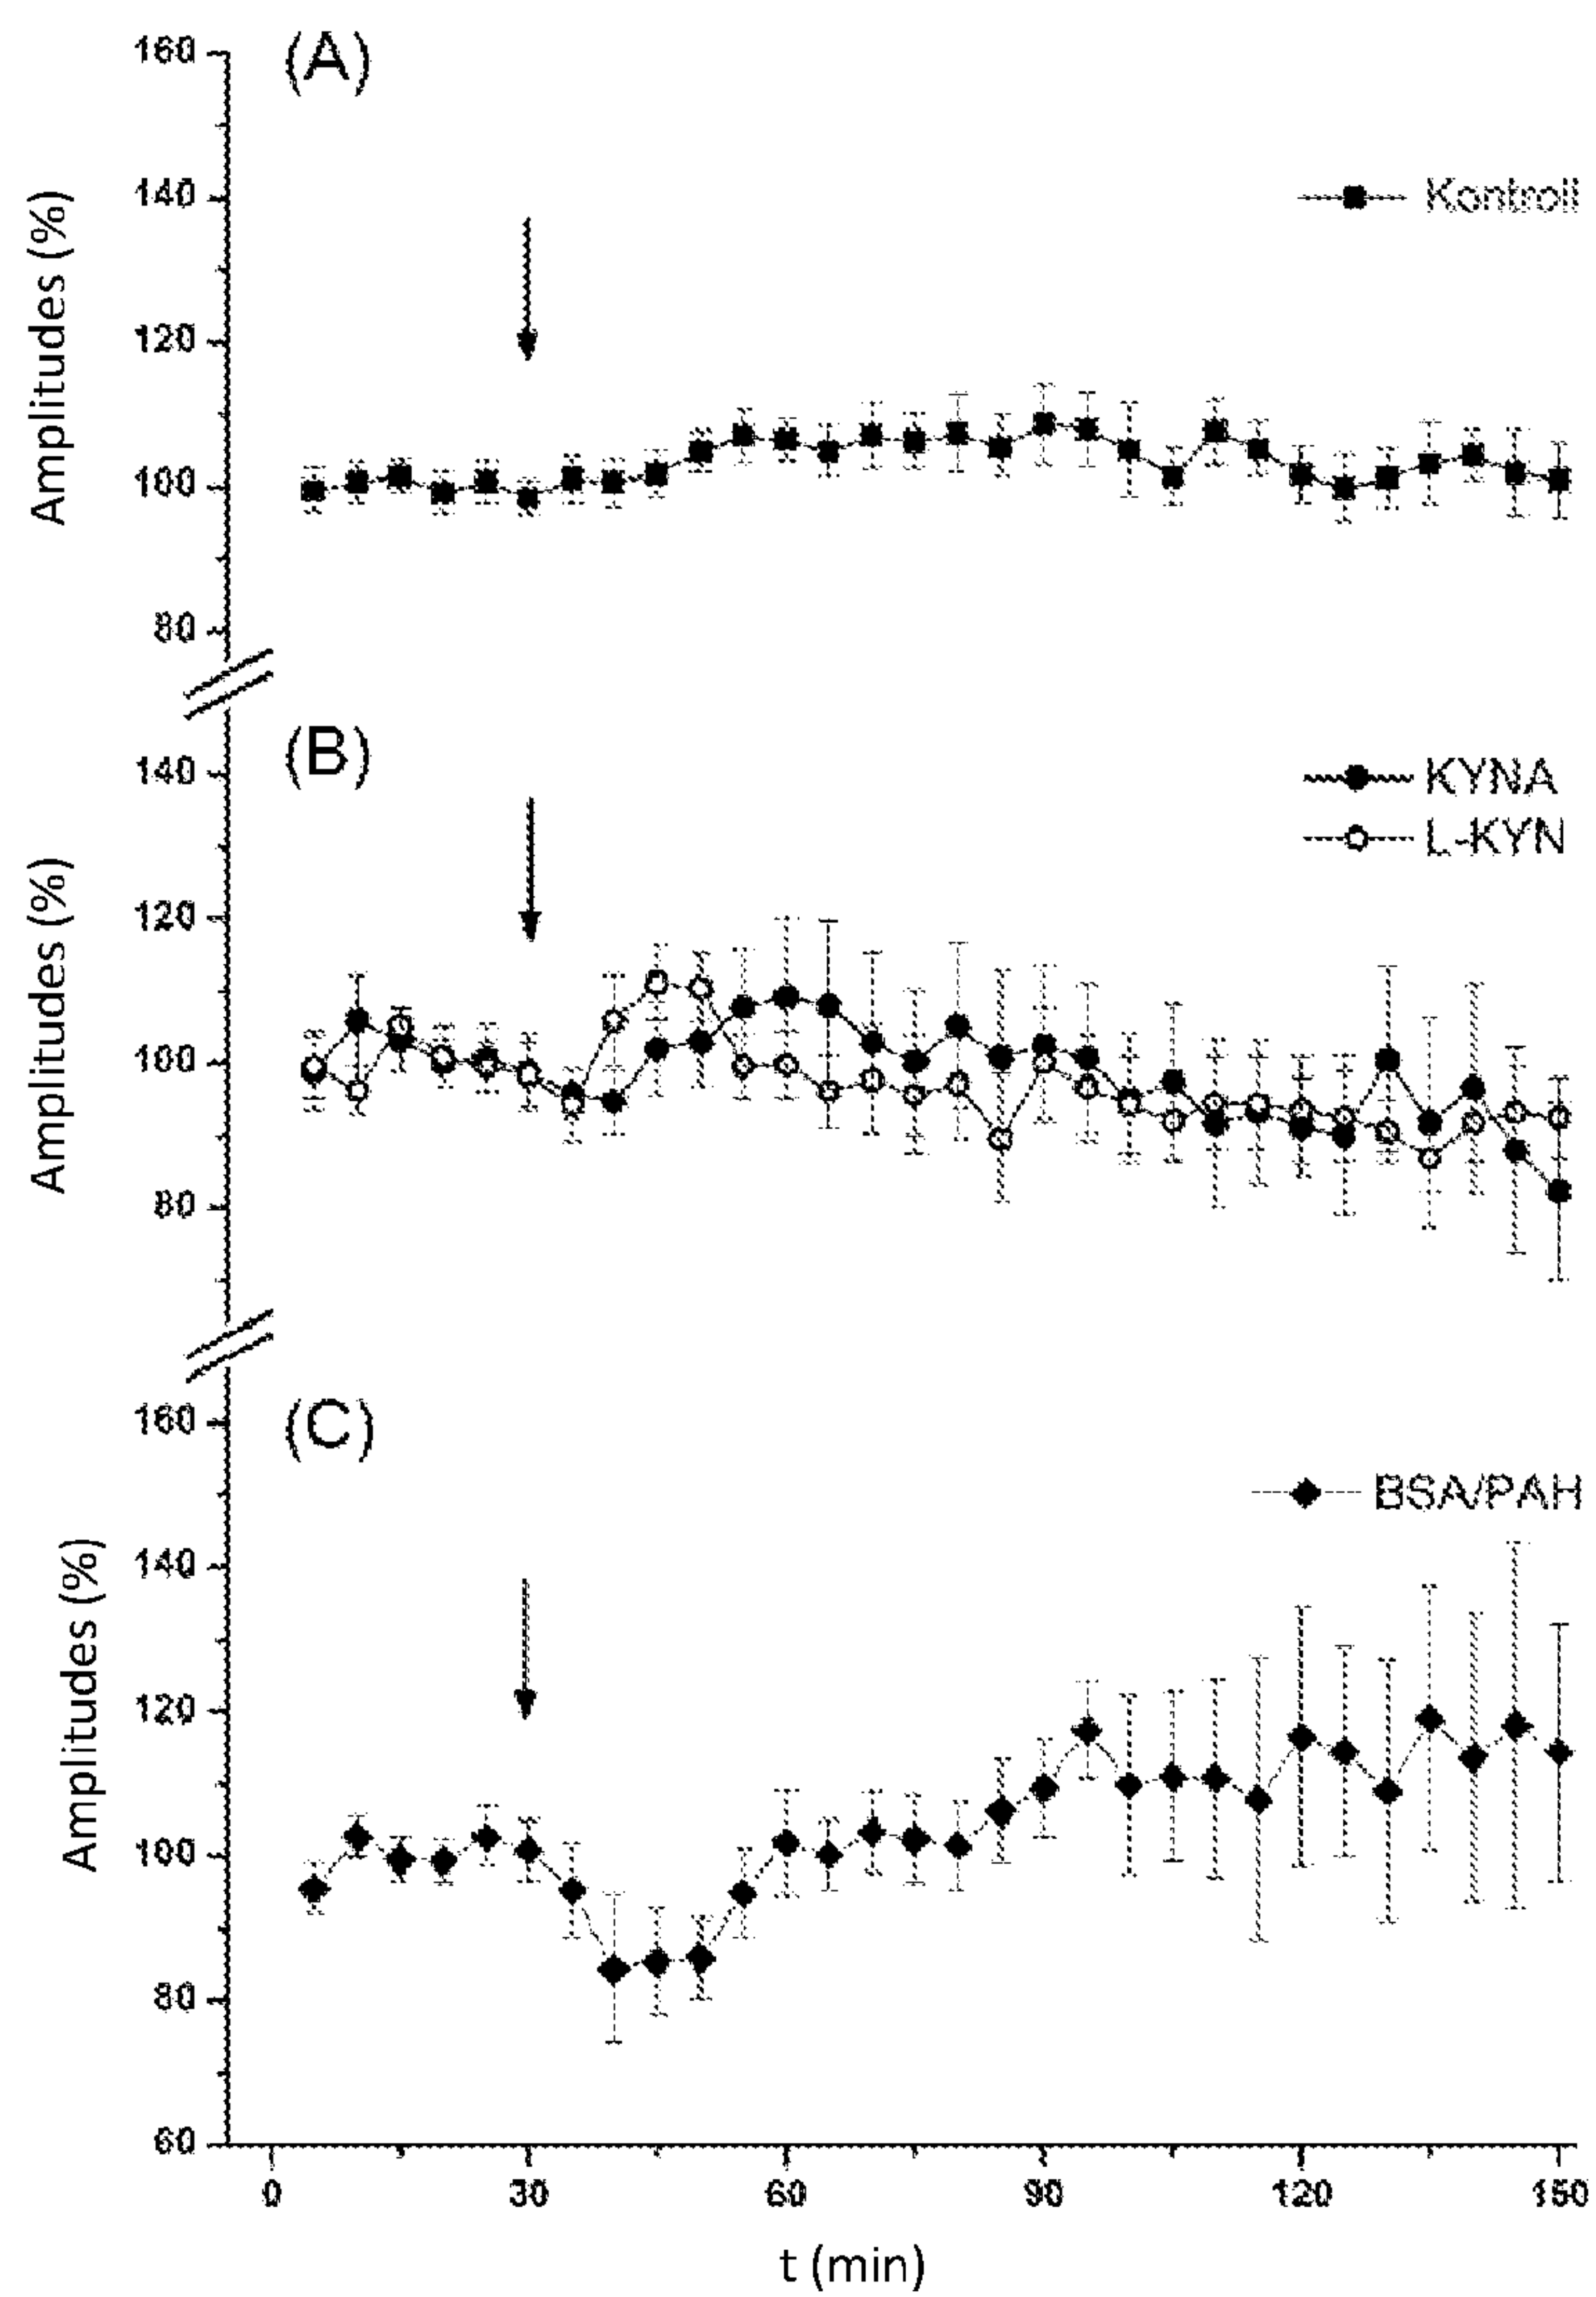 (A)
160
140
120
100
80
Amplitudes (%)
Kontroll
(B)
140
120
100
80
Amplitudes (%)
KYNA
L-KYN
(C)
160
140
120
100
80
60
Amplitudes (%)
BSA/PAH
0 30 60 90 120 150
t (min)